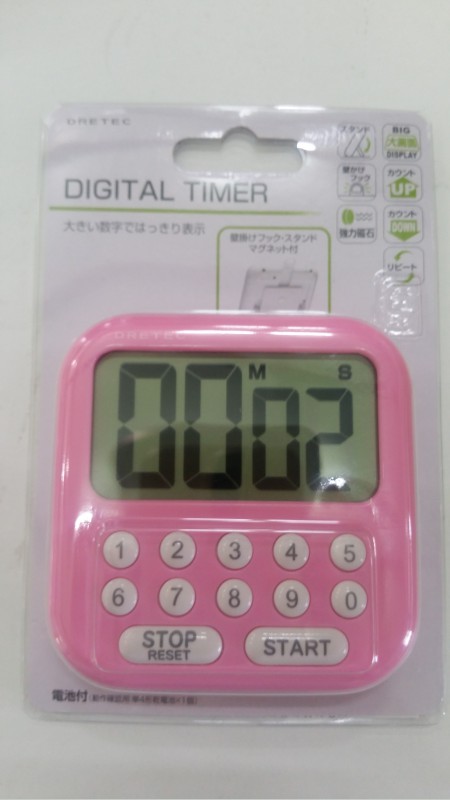 DRETEC
DIGITAL TIMER
大きい数字ではっきり表示
壁掛けフック・スタンド
マグネット付
スタンド
BIG
大画面
DISPLAY
壁かけ
フック
カウント
UP
強力磁石
カウント
DOWN
リピート
DRETEC
00 M 02 S
1 2 3 4 5
6 7 8 9 0
STOP
RESET
START
電池付